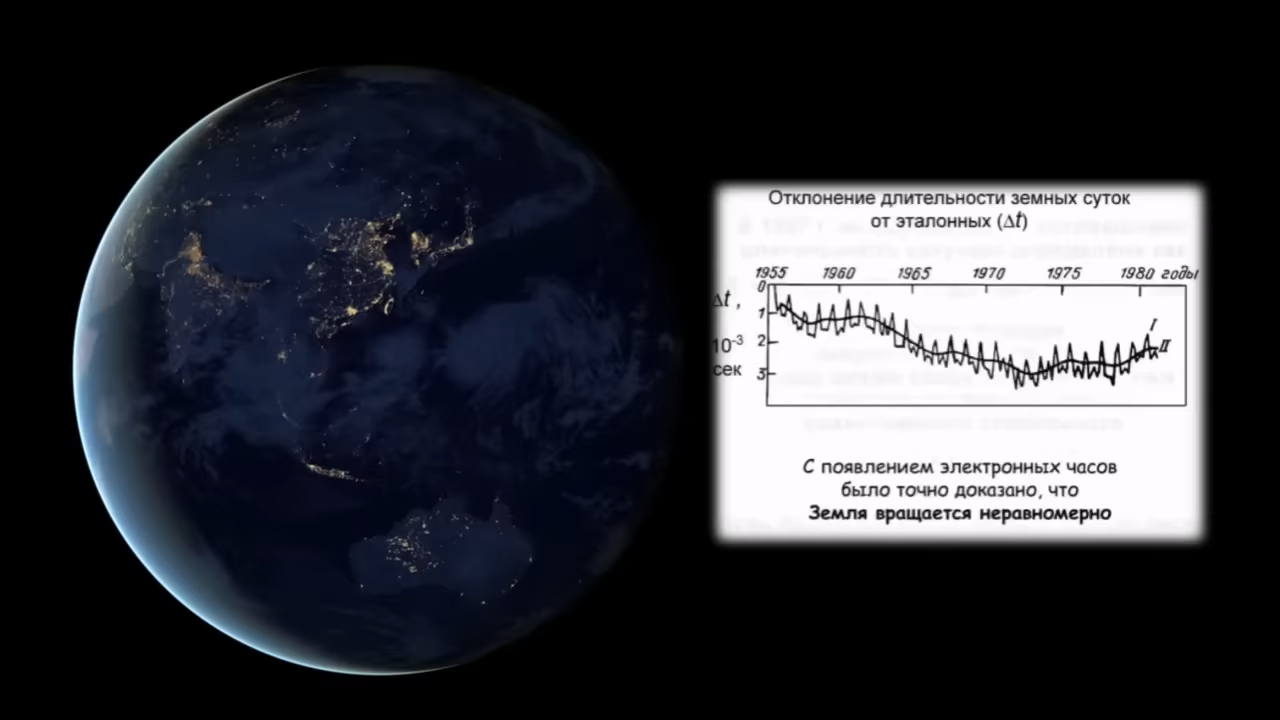 Отклонение длительности земных суток
от эталонных (Δt)
1955 1960 1965 1970 1975 1980 годы
0
Δt ,
1
2
10-3
сек
3
I
II
С появлением электронных часов
было точно доказано, что
Земля вращается неравномерно